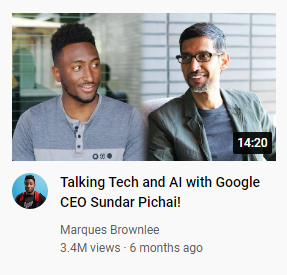 14:20
Talking Tech and AI with Google
CEO Sundar Pichai!
Marques Brownlee
3.4M views · 6 months ago